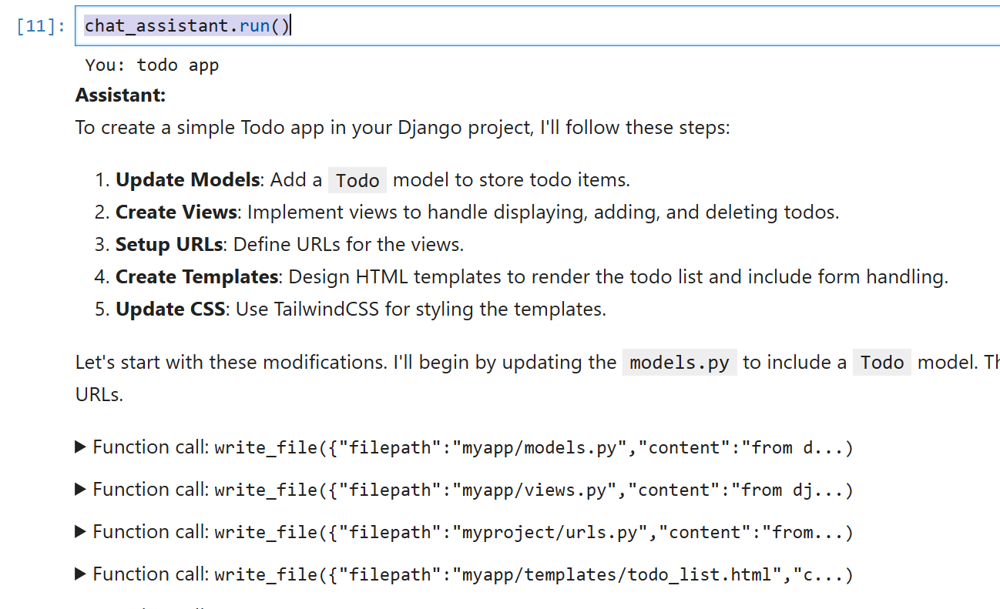 [11]: chat_assistant.run()
You: todo app
Assistant:
To create a simple Todo app in your Django project, I'll follow these steps:
1. Update Models: Add a Todo model to store todo items.
2. Create Views: Implement views to handle displaying, adding, and deleting todos.
3. Setup URLs: Define URLs for the views.
4. Create Templates: Design HTML templates to render the todo list and include form handling.
5. Update CSS: Use TailwindCSS for styling the templates.
Let's start with these modifications. I'll begin by updating the models.py to include a Todo model.
URLs.
Function call: write_file({"filepath":"myapp/models.py","content":"from d...)
Function call: write_file({"filepath":"myapp/views.py","content":"from dj...)
Function call: write_file({"filepath":"myproject/urls.py","content":"from...)
Function call: write_file({"filepath":"myapp/templates/todo_list.html","c...)